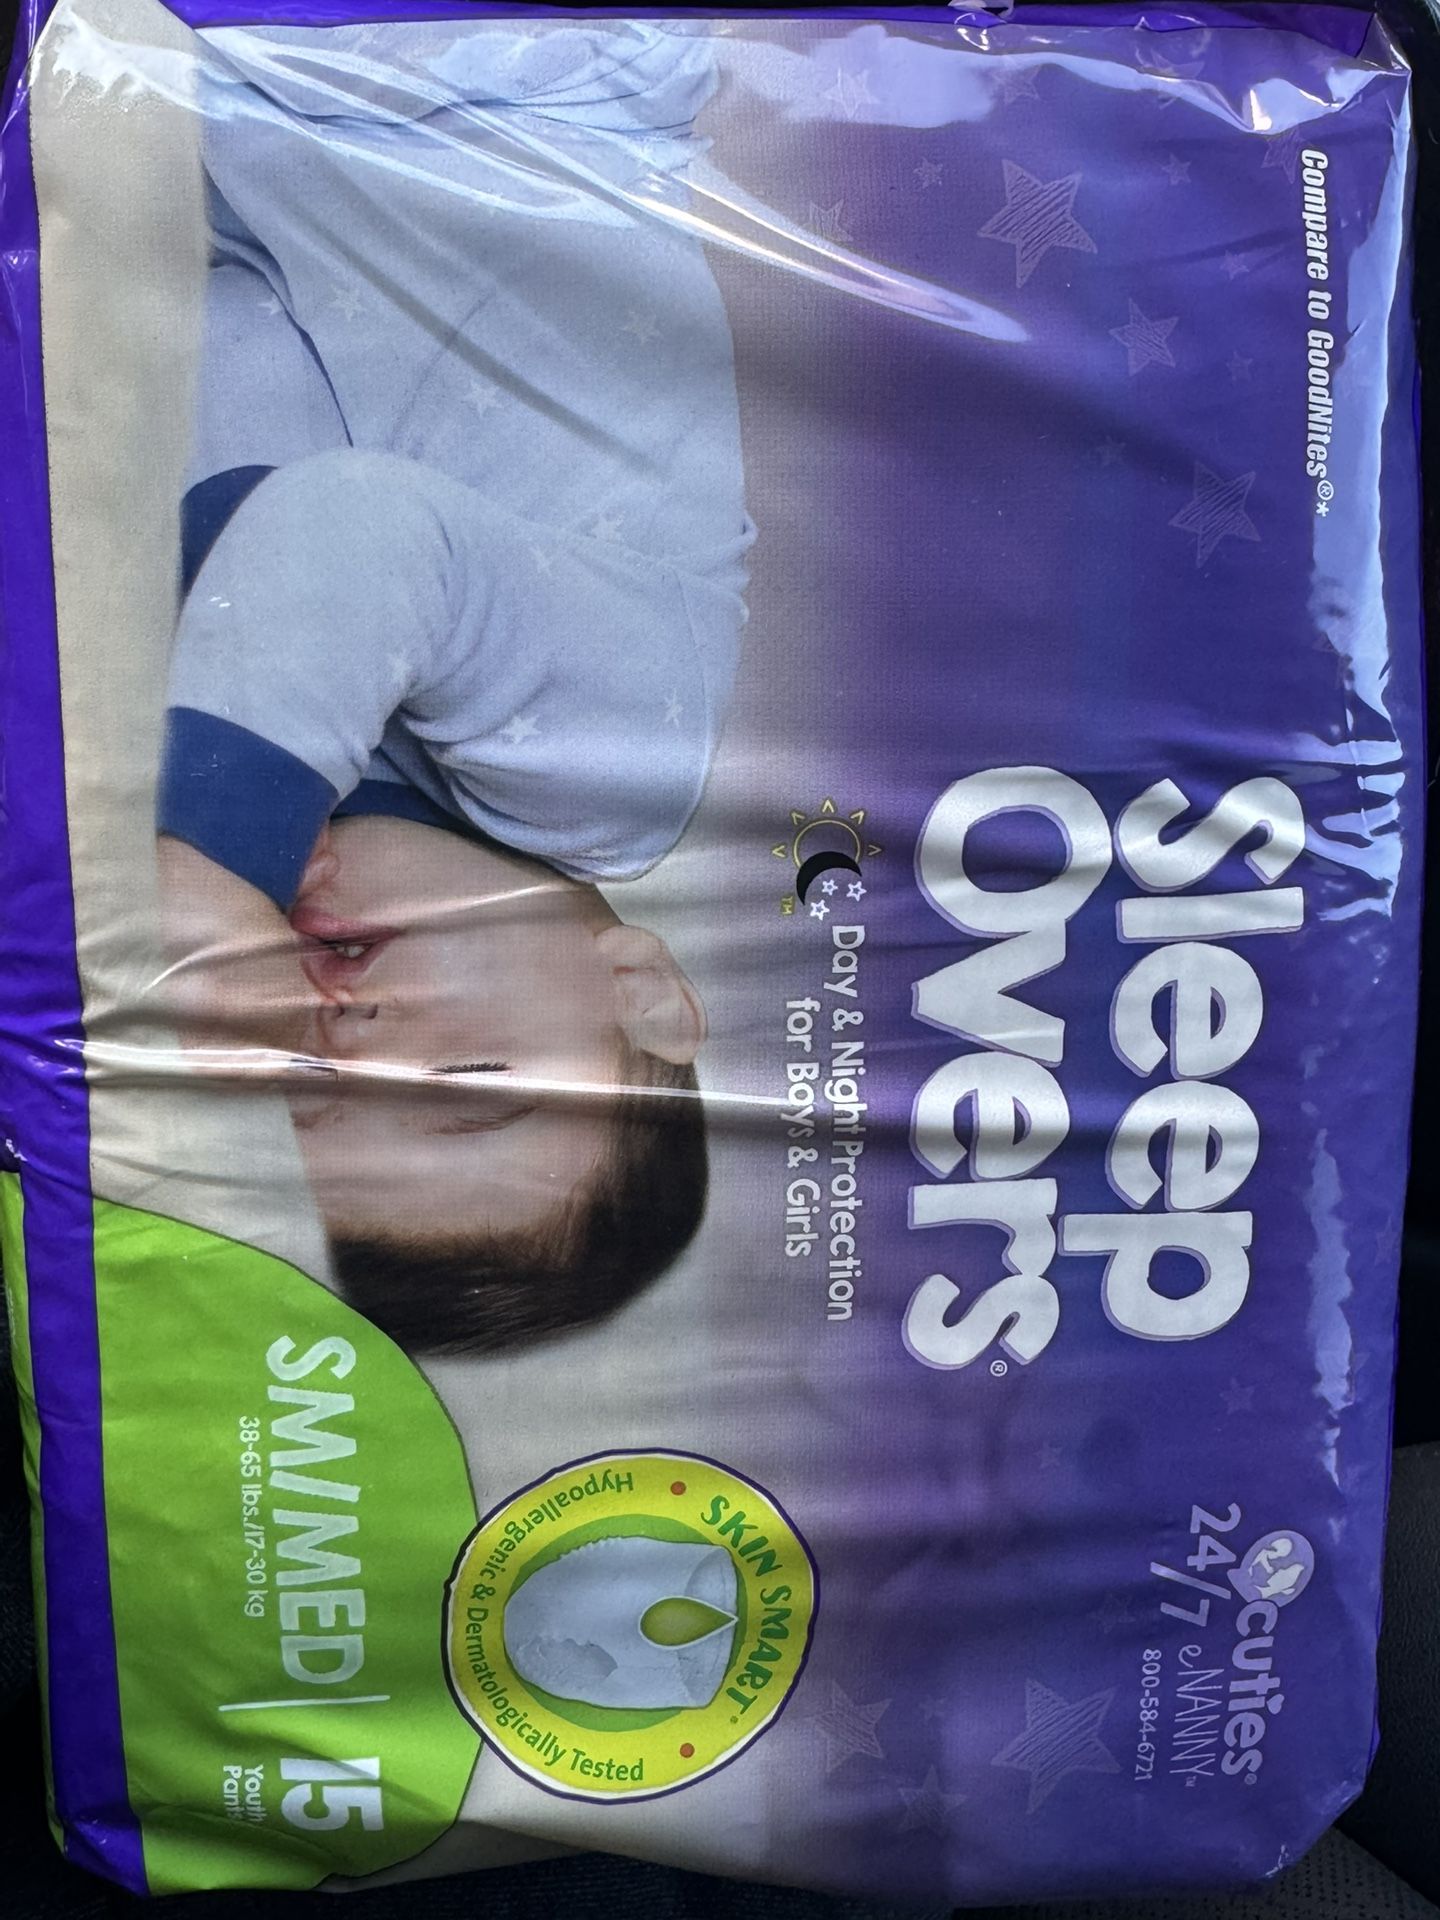 Compare to GoodNites®*
Sleep
Overs®
Day & Night Protection
for Boys & Girls
TM
cuties®
24/7 eNANNY™
800-584-6721
SKIN SMART®
Hypoallergenic & Dermatologically Tested
SM/MED
38-65 lbs./17-30 kg
15
Youth
Pants